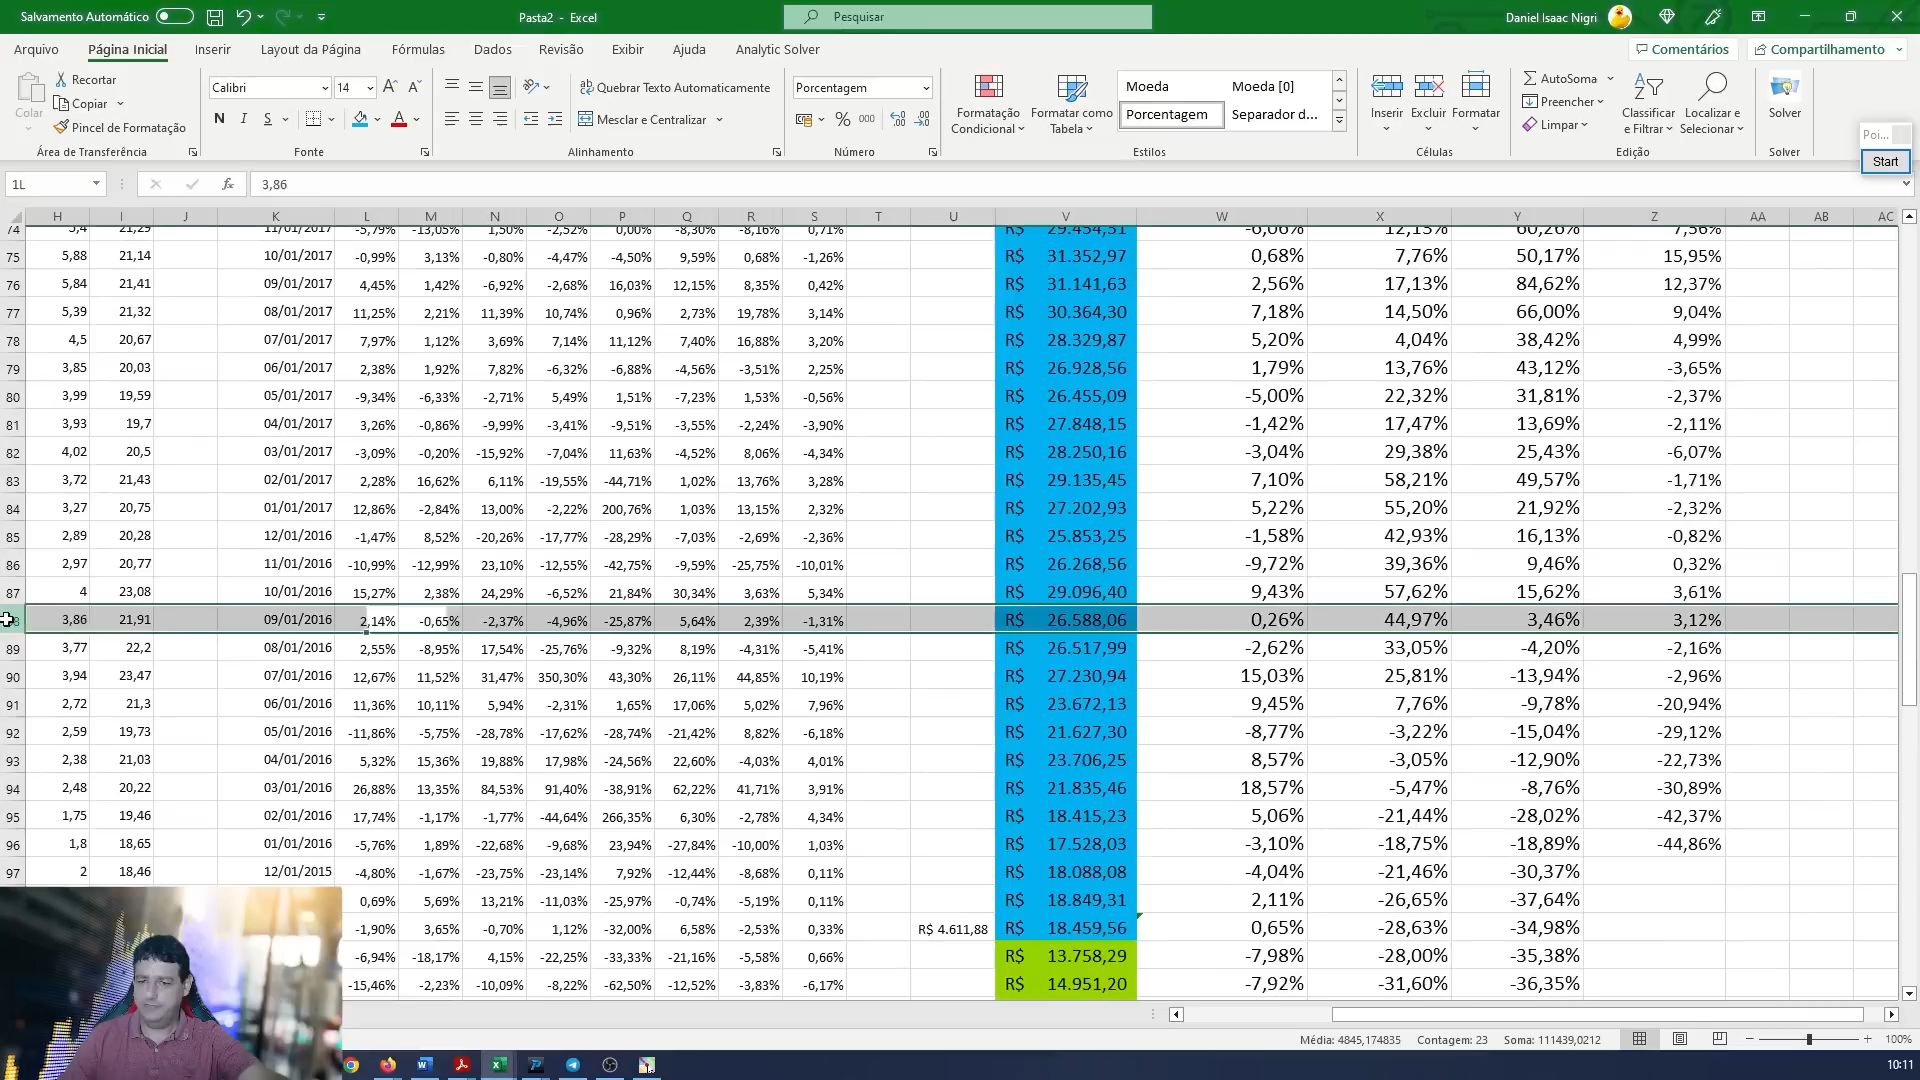 Salvamento Automático
Pasta2 - Excel
Pesquisar
Daniel Isaac Nigri
Arquivo Página Inicial Inserir Layout da Página Fórmulas Dados Revisão Exibir Ajuda Analytic Solver
Comentários Compartilhamento
Colar
Recortar
Copiar
Pincel de Formatação
Área de Transferência
Calibri 14
N I S
Fonte
Quebrar Texto Automaticamente
Mesclar e Centralizar
Alinhamento
Porcentagem
% 000
Número
Formatação Condicional
Formatar como Tabela
Moeda Moeda [0]
Porcentagem Separador d...
Estilos
Inserir Excluir Formatar
Células
AutoSoma
Preencher
Limpar
Classificar e Filtrar
Localizar e Selecionar
Edição
Solver
Solver
Poi...
Start
1L fx 3,86
H I J K L M N O P Q R S T U V W X Y Z AA AB AC
74 5,4 21,29 11/01/2017 -5,79% -13,05% 1,50% -2,52% 0,00% -8,30% -8,16% 0,71% R$ 29.454,51 -6,06% 12,13% 60,26% 7,56%
75 5,88 21,14 10/01/2017 -0,99% 3,13% -0,80% -4,47% -4,50% 9,59% 0,68% -1,26% R$ 31.352,97 0,68% 7,76% 50,17% 15,95%
76 5,84 21,41 09/01/2017 4,45% 1,42% -6,92% -2,68% 16,03% 12,15% 8,35% 0,42% R$ 31.141,63 2,56% 17,13% 84,62% 12,37%
77 5,39 21,32 08/01/2017 11,25% 2,21% 11,39% 10,74% 0,96% 2,73% 19,78% 3,14% R$ 30.364,30 7,18% 14,50% 66,00% 9,04%
78 4,5 20,67 07/01/2017 7,97% 1,12% 3,69% 7,14% 11,12% 7,40% 16,88% 3,20% R$ 28.329,87 5,20% 4,04% 38,42% 4,99%
79 3,85 20,03 06/01/2017 2,38% 1,92% 7,82% -6,32% -6,88% -4,56% -3,51% 2,25% R$ 26.928,56 1,79% 13,76% 43,12% -3,65%
80 3,99 19,59 05/01/2017 -9,34% -6,33% -2,71% 5,49% 1,51% -7,23% 1,53% -0,56% R$ 26.455,09 -5,00% 22,32% 31,81% -2,37%
81 3,93 19,7 04/01/2017 3,26% -0,86% -9,99% -3,41% -9,51% -3,55% -2,24% -3,90% R$ 27.848,15 -1,42% 17,47% 13,69% -2,11%
82 4,02 20,5 03/01/2017 -3,09% -0,20% -15,92% -7,04% 11,63% -4,52% 8,06% -4,34% R$ 28.250,16 -3,04% 29,38% 25,43% -6,07%
83 3,72 21,43 02/01/2017 2,28% 16,62% 6,11% -19,55% -44,71% 1,02% 13,76% 3,28% R$ 29.135,45 7,10% 58,21% 49,57% -1,71%
84 3,27 20,75 01/01/2017 12,86% -2,84% 13,00% -2,22% 200,76% 1,03% 13,15% 2,32% R$ 27.202,93 5,22% 55,20% 21,92% -2,32%
85 2,89 20,28 12/01/2016 -1,47% 8,52% -20,26% -17,77% -28,29% -7,03% -2,69% -2,36% R$ 25.853,25 -1,58% 42,93% 16,13% -0,82%
86 2,97 20,77 11/01/2016 -10,99% -12,99% 23,10% -12,55% -42,75% -9,59% -25,75% -10,01% R$ 26.268,56 -9,72% 39,36% 9,46% 0,32%
87 4 23,08 10/01/2016 15,27% 2,38% 24,29% -6,52% 21,84% 30,34% 3,63% 5,34% R$ 29.096,40 9,43% 57,62% 15,62% 3,61%
3,86 21,91 09/01/2016 2,14% -0,65% -2,37% -4,96% -25,87% 5,64% 2,39% -1,31% R$ 26.588,06 0,26% 44,97% 3,46% 3,12%
89 3,77 22,2 08/01/2016 2,55% -8,95% 17,54% -25,76% -9,32% 8,19% -4,31% -5,41% R$ 26.517,99 -2,62% 33,05% -4,20% -2,16%
90 3,94 23,47 07/01/2016 12,67% 11,52% 31,47% 350,30% 43,30% 26,11% 44,85% 10,19% R$ 27.230,94 15,03% 25,81% -13,94% -2,96%
91 2,72 21,3 06/01/2016 11,36% 10,11% 5,94% -2,31% 1,65% 17,06% 5,02% 7,96% R$ 23.672,13 9,45% 7,76% -9,78% -20,94%
92 2,59 19,73 05/01/2016 -11,86% -5,75% -28,78% -17,62% -28,74% -21,42% 8,82% -6,18% R$ 21.627,30 -8,77% -3,22% -15,04% -29,12%
93 2,38 21,03 04/01/2016 5,32% 15,36% 19,88% 17,98% -24,56% 22,60% -4,03% 4,01% R$ 23.706,25 8,57% -3,05% -12,90% -22,73%
94 2,48 20,22 03/01/2016 26,88% 13,35% 84,53% 91,40% -38,91% 62,22% 41,71% 3,91% R$ 21.835,46 18,57% -5,47% -8,76% -30,89%
95 1,75 19,46 02/01/2016 17,74% -1,17% -1,77% -44,64% 266,35% 6,30% -2,78% 4,34% R$ 18.415,23 5,06% -21,44% -28,02% -42,37%
96 1,8 18,65 01/01/2016 -5,76% 1,89% -22,68% -9,68% 23,94% -27,84% -10,00% 1,03% R$ 17.528,03 -3,10% -18,75% -18,89% -44,86%
97 2 18,46 12/01/2015 -4,80% -1,67% -23,75% -23,14% 7,92% -12,44% -8,68% 0,11% R$ 18.088,08 -4,04% -21,46% -30,37%
0,69% 5,69% 13,21% -11,03% -25,97% -0,74% -5,19% 0,11% R$ 18.849,31 2,11% -26,65% -37,64%
-1,90% 3,65% -0,70% 1,12% -32,00% 6,58% -2,53% 0,33% R$ 4.611,88 R$ 18.459,56 0,65% -28,63% -34,98%
-6,94% -18,17% 4,15% -22,25% -33,33% -21,16% -5,58% 0,66% R$ 13.758,29 -7,98% -28,00% -35,38%
-15,46% -2,23% -10,09% -8,22% -62,50% -12,52% -3,83% -6,17% R$ 14.951,20 -7,92% -31,60% -36,35%
Média: 4845,174835 Contagem: 23 Soma: 111439,0212 100%
10:11